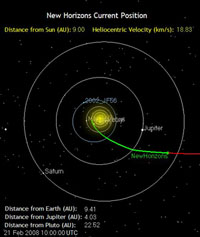 New Horizons Current Position
Distance from Sun (AU): 9.00 Heliocentric Velocity (km/s): 18.83
2002 JF56
Jupiter
NewHorizons
Saturn
Distance from Earth (AU): 9.41
Distance from Jupiter (AU): 4.03
Distance from Pluto (AU): 22.52
21 Feb 2008 10:00:00 UTC